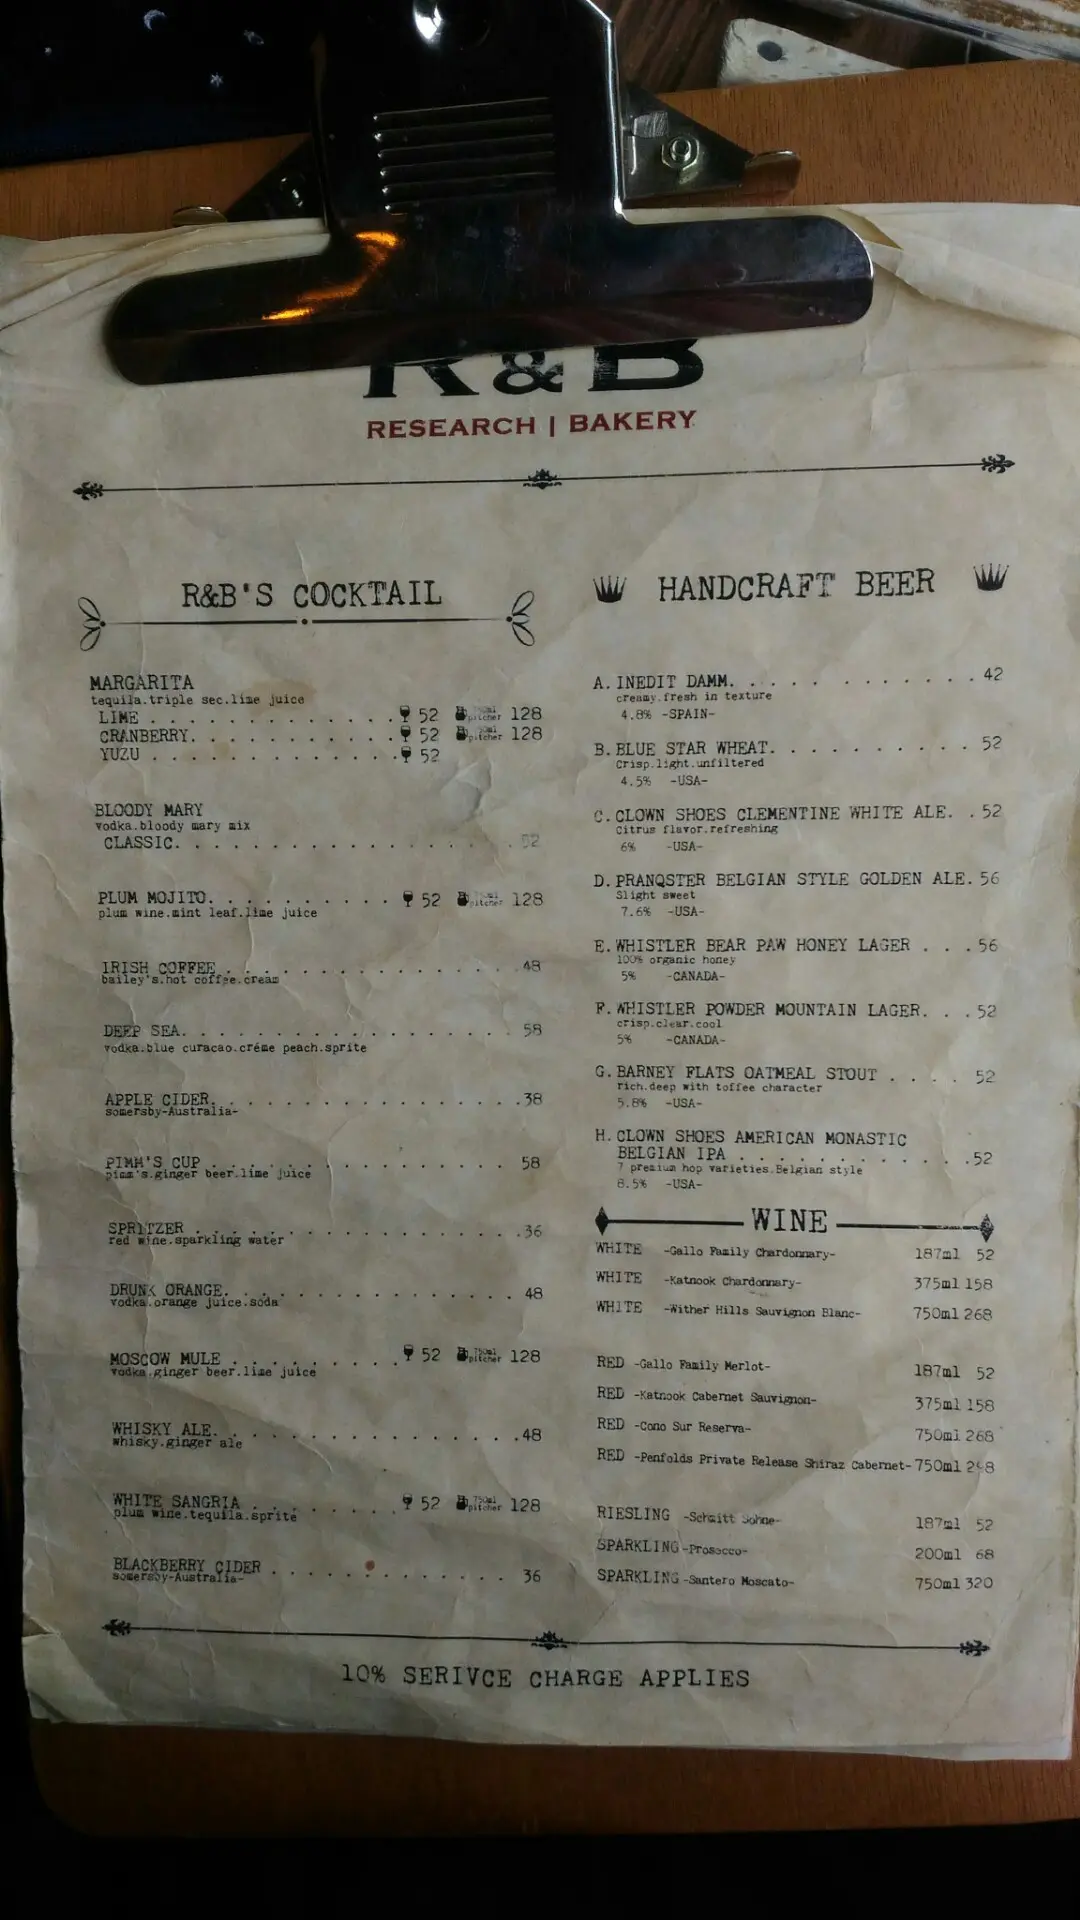 R&B
RESEARCH | BAKERY
R&B'S COCKTAIL
MARGARITA
tequila.triple sec.lime juice
LIME . . . . . . . . . . . . . 52 750ml pitcher 128
CRANBERRY. . . . . . . . . . . 52 750ml pitcher 128
YUZU . . . . . . . . . . . . . 52
BLOODY MARY
vodka.bloody mary mix
CLASSIC. . . . . . . . . . . . . . . . . . 52
PLUM MOJITO. . . . . . . . . . 52 750ml pitcher 128
plum wine.mint leaf.lime juice
IRISH COFFEE . . . . . . . . . . . . . . . 48
bailey's.hot coffee.cream
DEEP SEA. . . . . . . . . . . . . . . . . 58
vodka.blue curacao.créme peach.sprite
APPLE CIDER. . . . . . . . . . . . . . . .38
somersby-Australia-
PIMM'S CUP . . . . . . . . . . . . . . . 58
pimm's.ginger beer.lime juice
SPRITZER . . . . . . . . . . . . . . . . .36
red wine.sparkling water
DRUNK ORANGE. . . . . . . . . . . . . . . 48
vodka.orange juice.soda
MOSCOW MULE . . . . . . . . . 52 750ml pitcher 128
vodka.ginger beer.lime juice
WHISKY ALE. . . . . . . . . . . . . . . . .48
whisky.ginger ale
WHITE SANGRIA . . . . . . . . 52 750ml pitcher 128
plum wine.tequila.sprite
BLACKBERRY CIDER . . . . . . . . . . . . . 36
somersby-Australia-
HANDCRAFT BEER
A. INEDIT DAMM. . . . . . . . . . . . . 42
creamy.fresh in texture
4.8% -SPAIN-
B. BLUE STAR WHEAT. . . . . . . . . . . 52
Crisp.light.unfiltered
4.5% -USA-
C. CLOWN SHOES CLEMENTINE WHITE ALE. . 52
Citrus flavor.refreshing
6% -USA-
D. PRANQSTER BELGIAN STYLE GOLDEN ALE. 56
Slight sweet
7.6% -USA-
E. WHISTLER BEAR PAW HONEY LAGER . . . 56
100% organic honey
5% -CANADA-
F. WHISTLER POWDER MOUNTAIN LAGER. . . 52
crisp.clear.cool
5% -CANADA-
G. BARNEY FLATS OATMEAL STOUT . . . . 52
rich.deep with toffee character
5.8% -USA-
H. CLOWN SHOES AMERICAN MONASTIC
BELGIAN IPA . . . . . . . . . . . .52
7 premium hop varieties.Belgian style
8.5% -USA-
WINE
WHITE -Gallo Family Chardonnary- 187ml 52
WHITE -Katnook Chardonnary- 375ml 158
WHITE -Wither Hills Sauvignon Blanc- 750ml 268
RED -Gallo Family Merlot- 187ml 52
RED -Katnook Cabernet Sauvignon- 375ml 158
RED -Cono Sur Reserva- 750ml 268
RED -Penfolds Private Release Shiraz Cabernet- 750ml 298
RIESLING -Schmitt Sohne- 187ml 52
SPARKLING -Prosecco- 200ml 68
SPARKLING -Santero Moscato- 750ml 320
10% SERIVCE CHARGE APPLIES